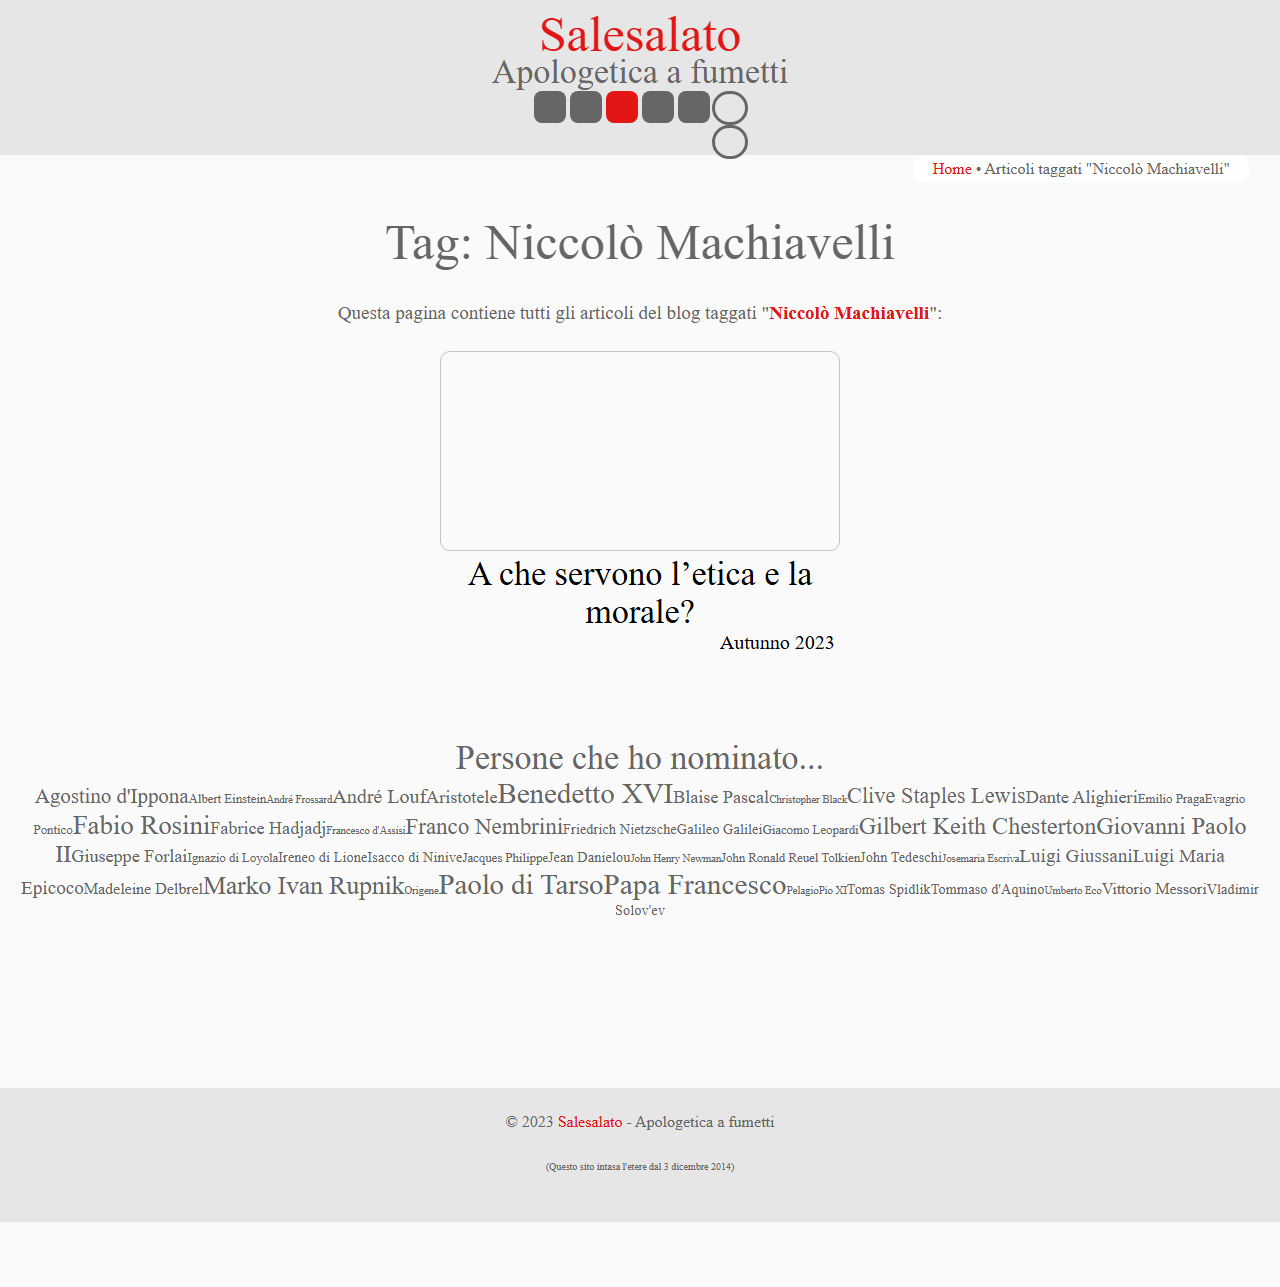 Salesalato
Apologetica a fumetti
Home • Articoli taggati "Niccolò Machiavelli"
Tag: Niccolò Machiavelli
Questa pagina contiene tutti gli articoli del blog taggati "Niccolò Machiavelli":
A che servono l’etica e la
morale?
Autunno 2023
Persone che ho nominato...
Agostino d'IpponaAlbert EinsteinAndré FrossardAndré LoufAristoteleBenedetto XVIBlaise PascalChristopher BlackClive Staples LewisDante AlighieriEmilio PragaEvagrio
PonticoFabio RosiniFabrice HadjadjFrancesco d'AssisiFranco NembriniFriedrich NietzscheGalileo GalileiGiacomo LeopardiGilbert Keith ChestertonGiovanni Paolo
IIGiuseppe ForlaiIgnazio di LoyolaIreneo di LioneIsacco di NiniveJacques PhilippeJean DanielouJohn Henry NewmanJohn Ronald Reuel TolkienJohn TedeschiJosemaria EscrivaLuigi GiussaniLuigi Maria
EpicocoMadeleine DelbrelMarko Ivan RupnikOrigenePaolo di TarsoPapa FrancescoPelagioPio XITomas SpidlikTommaso d'AquinoUmberto EcoVittorio MessoriVladimir
Solov'ev
© 2023 Salesalato - Apologetica a fumetti
(Questo sito intasa l'etere dal 3 dicembre 2014)